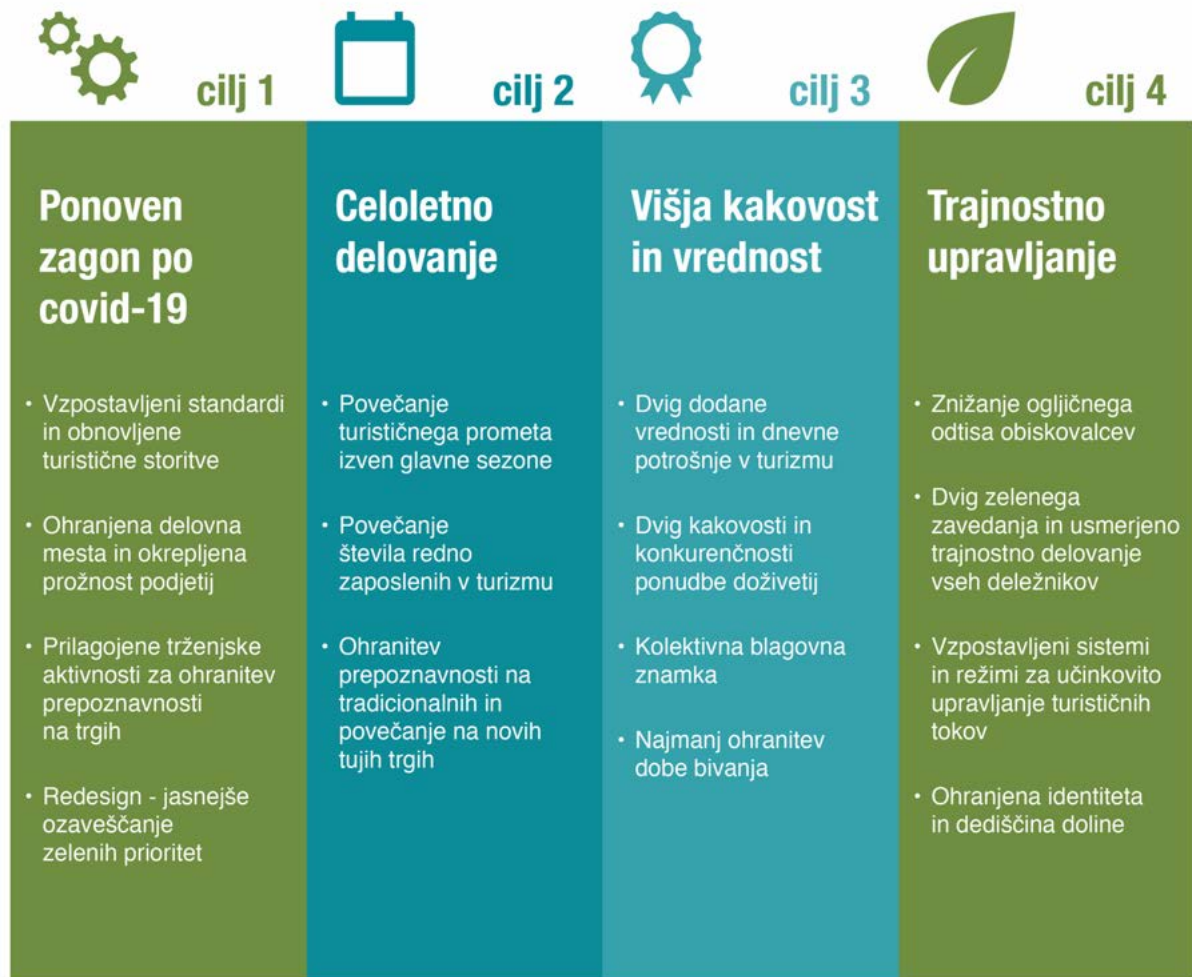 cilj 1
Ponoven
zagon po
covid-19
• Vzpostavljeni standardi
in obnovljene
turistične storitve
• Ohranjena delovna
mesta in okrepljena
prožnost podjetij
• Prilagojene trženjske
aktivnosti za ohranitev
prepoznavnosti
na trgih
• Redesign - jasnejše
ozaveščanje
zelenih prioritet
cilj 2
Celoletno
delovanje
• Povečanje
turističnega prometa
izven glavne sezone
• Povečanje
števila redno
zaposlenih v turizmu
• Ohranitev
prepoznavnosti na
tradicionalnih in
povečanje na novih
tujih trgih
cilj 3
Višja kakovost
in vrednost
• Dvig dodane
vrednosti in dnevne
potrošnje v turizmu
• Dvig kakovosti in
konkurenčnosti
ponudbe doživetij
• Kolektivna blagovna
znamka
• Najmanj ohranitev
dobe bivanja
cilj 4
Trajnostno
upravljanje
• Znižanje ogljičnega
odtisa obiskovalcev
• Dvig zelenega
zavedanja in usmerjeno
trajnostno delovanje
vseh deležnikov
• Vzpostavljeni sistemi
in režimi za učinkovito
upravljanje turističnih
tokov
• Ohranjena identiteta
in dediščina doline